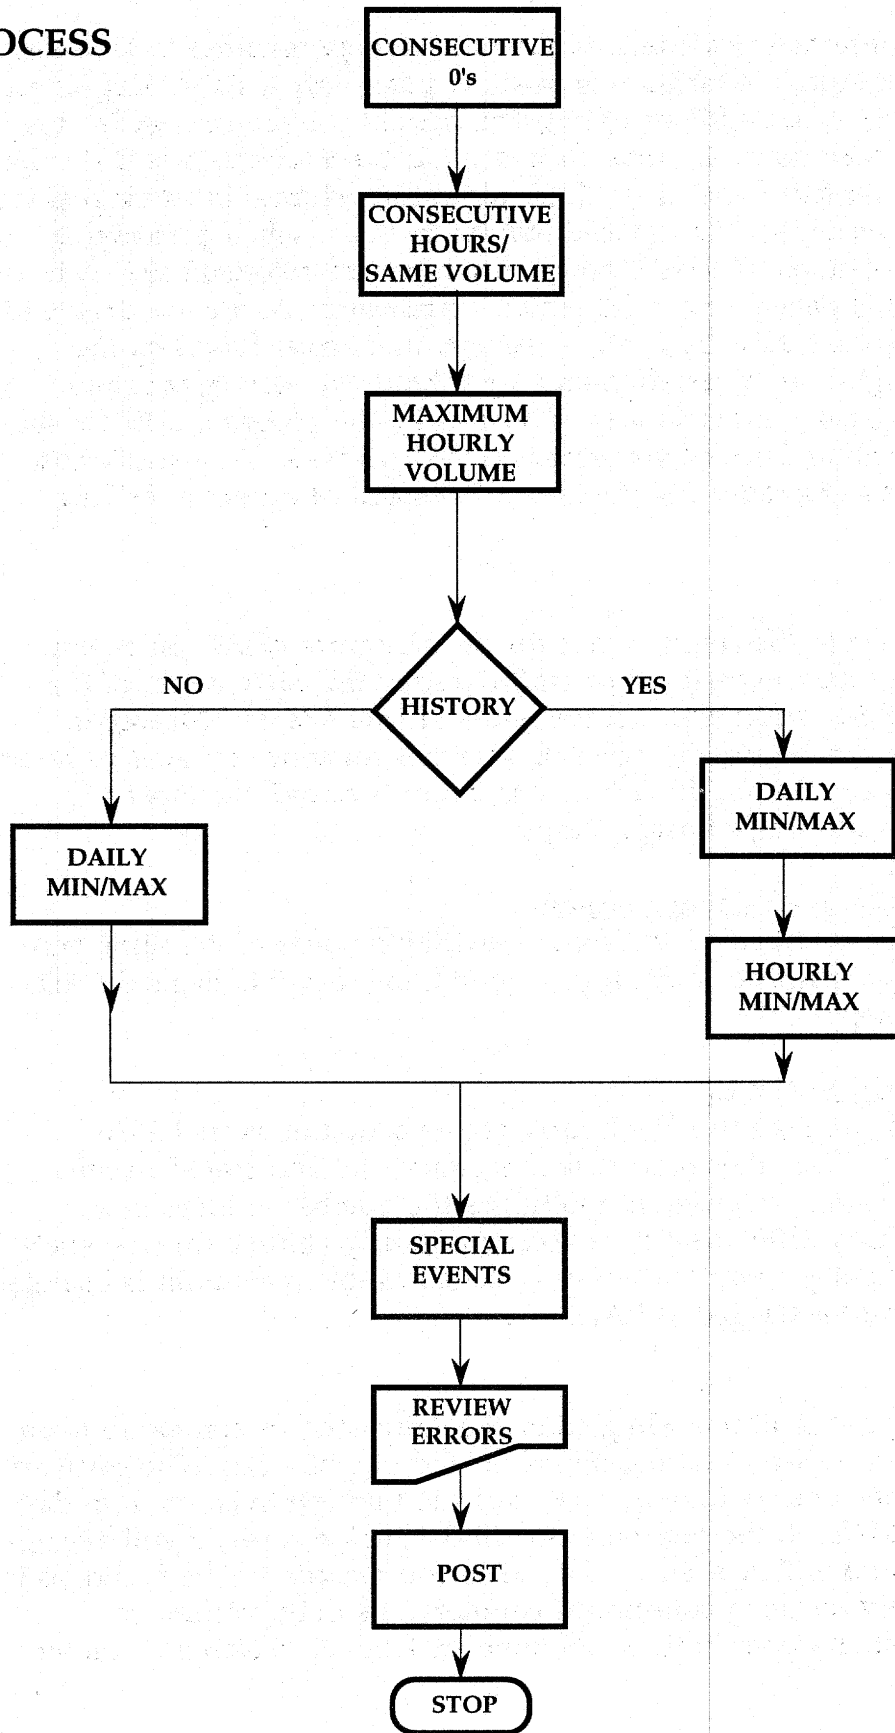 OCESS
CONSECUTIVE
0's
CONSECUTIVE
HOURS/
SAME VOLUME
MAXIMUM
HOURLY
VOLUME
NO
HISTORY
YES
DAILY
MIN/MAX
DAILY
MIN/MAX
HOURLY
MIN/MAX
SPECIAL
EVENTS
REVIEW
ERRORS
POST
STOP